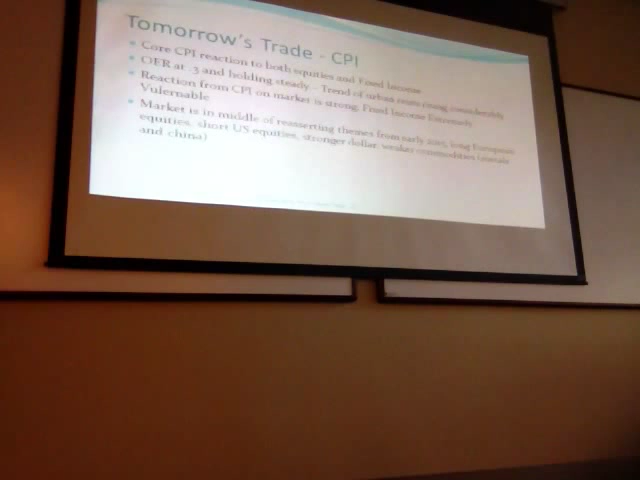 Tomorrow's Trade - CPI
Core CPI reaction to both equities and Fixed Income
OER at .3 and holding steady - Trend of urban rents rising considerably
Reaction from CPI on market is strong. Fixed Income Extremely
Vulernable
Market is in middle of reasserting themes from early 2015, long European
equities, short US equities, stronger dollar, weaker commodities (metals
and china)